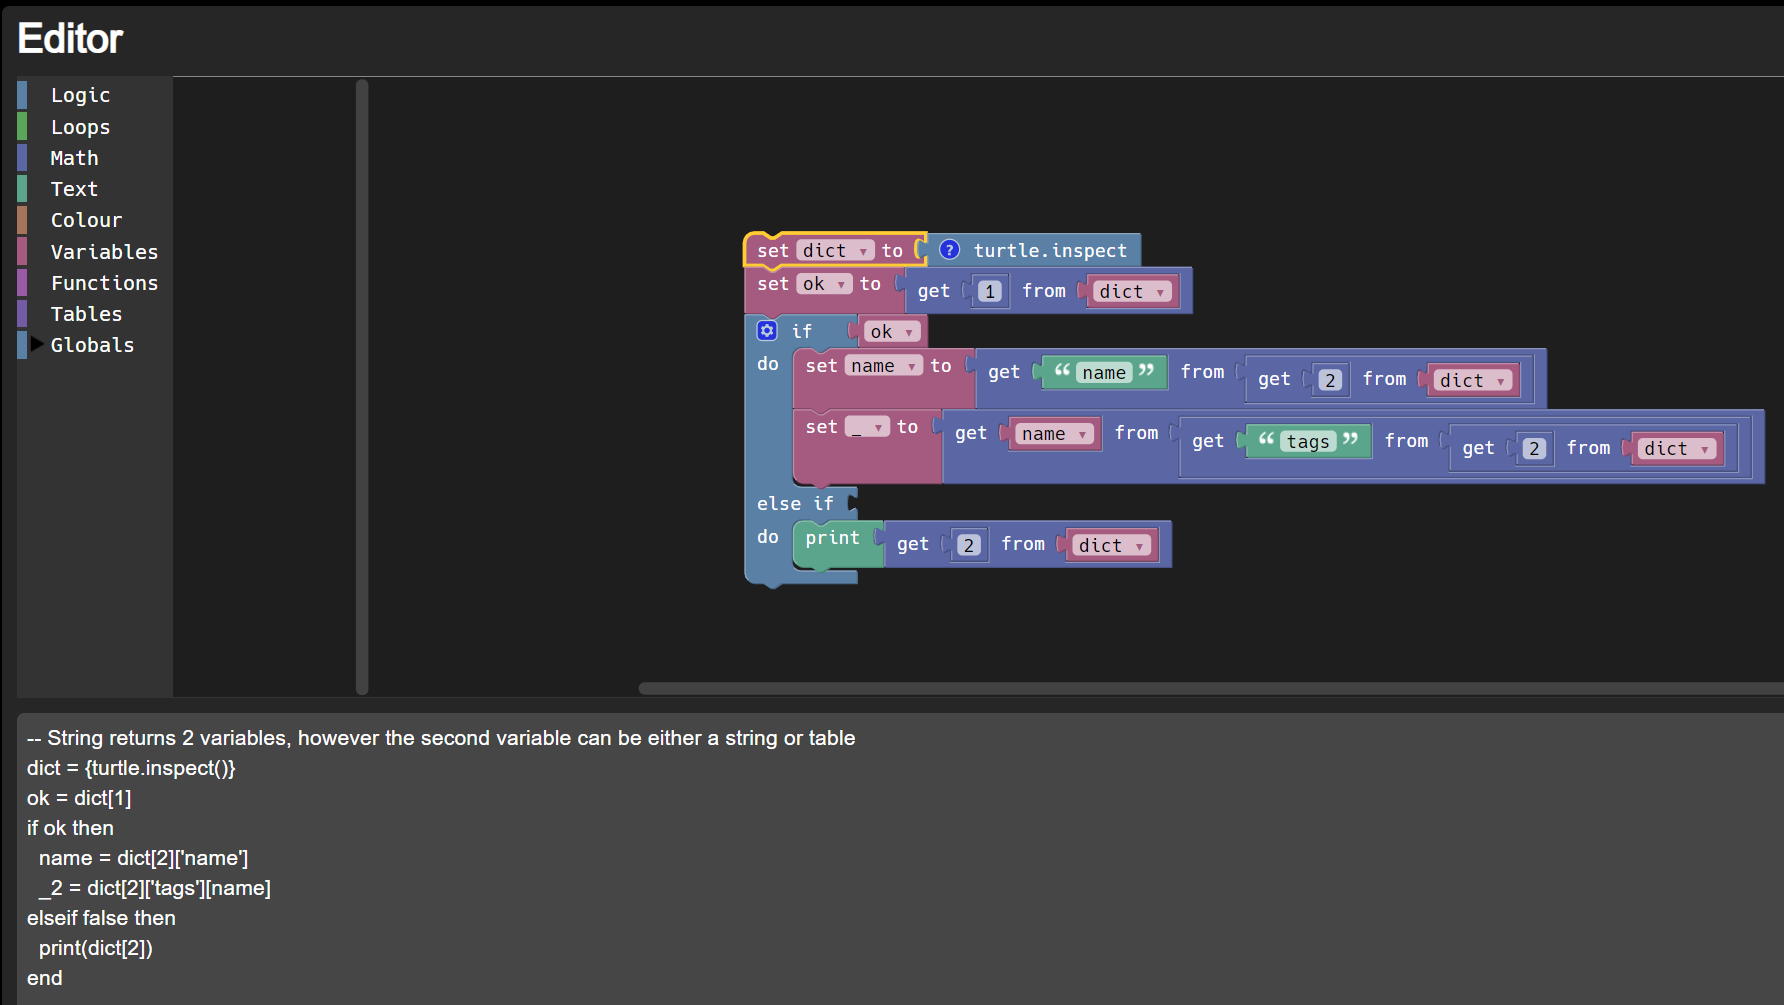 Editor
Logic
Loops
Math
Text
Colour
Variables
Functions
Tables
Globals
set dict to ? turtle.inspect
set ok to get 1 from dict
if ok
do set name to get “ name ” from get 2 from dict
set _ to get name from get “ tags ” from get 2 from dict
else if
do print get 2 from dict
-- String returns 2 variables, however the second variable can be either a string or table
dict = {turtle.inspect()}
ok = dict[1]
if ok then
name = dict[2]['name']
_2 = dict[2]['tags'][name]
elseif false then
print(dict[2])
end